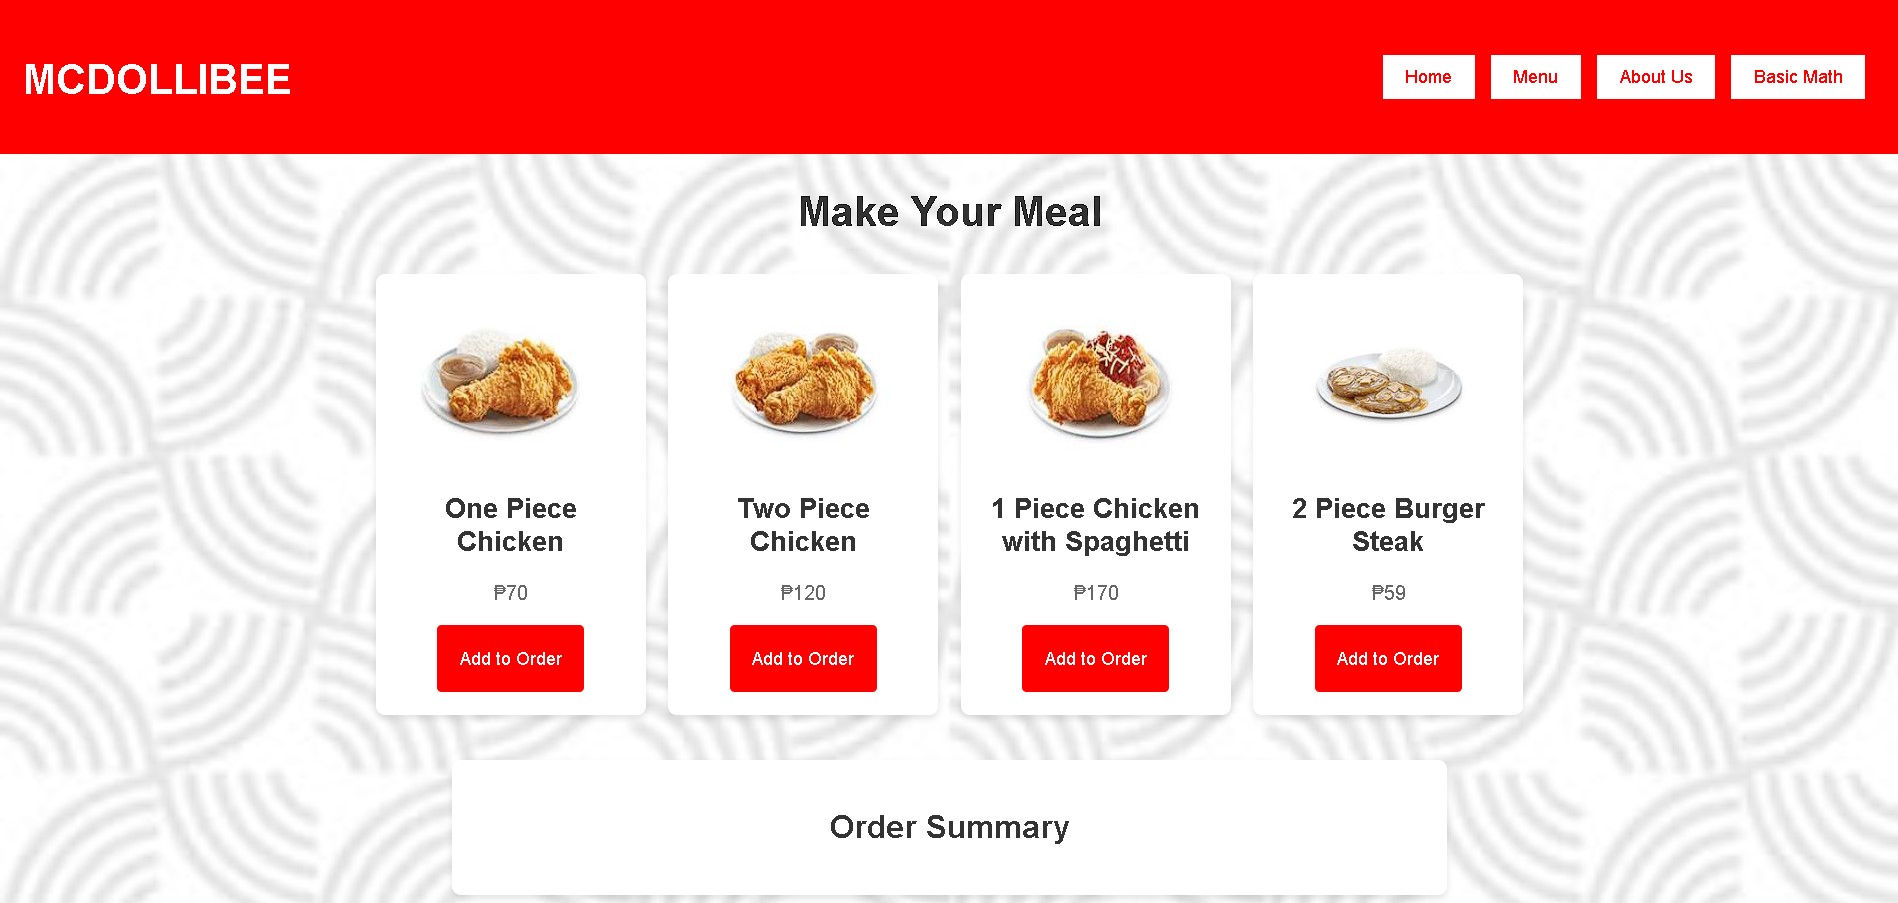 MCDOLLIBEE
Home
Menu
About Us
Basic Math
Make Your Meal
One Piece
Chicken
₱70
Add to Order
Two Piece
Chicken
₱120
Add to Order
1 Piece Chicken
with Spaghetti
₱170
Add to Order
2 Piece Burger
Steak
₱59
Add to Order
Order Summary